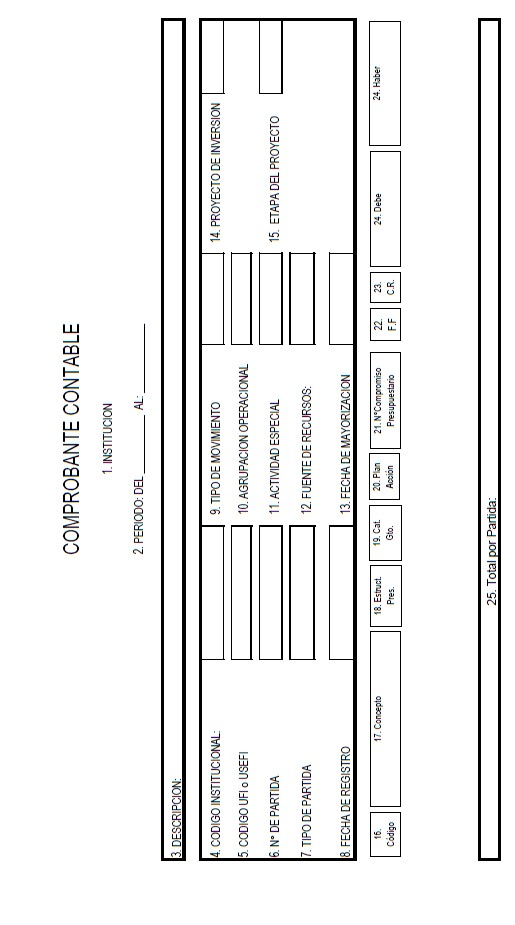 COMPROBANTE CONTABLE
1. INSTITUCION
2. PERIODO: DEL ________ AL: ________
3. DESCRIPCION:
4. CODIGO INSTITUCIONAL:
9. TIPO DE MOVIMIENTO
14. PROYECTO DE INVERSION
5. CODIGO UFI o USEFI
10. AGRUPACION OPERACIONAL
6. N° DE PARTIDA
11. ACTIVIDAD ESPECIAL
15. ETAPA DEL PROYECTO
7. TIPO DE PARTIDA
12. FUENTE DE RECURSOS:
8. FECHA DE REGISTRO
13. FECHA DE MAYORIZACION
16.
Código
17. Concepto
18. Estruct.
Pres.
19. Cat.
Gto.
20. Plan
Acción
21. N°Compromiso
Presupuestario
22.
F.F
23.
C.R.
24. Debe
24. Haber
25. Total por Partida: